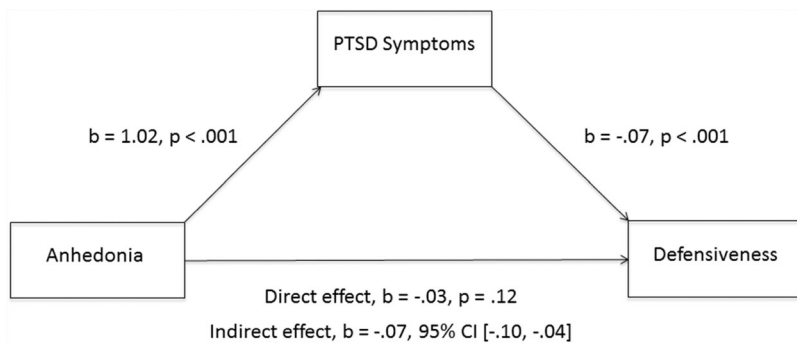 PTSD Symptoms
b = 1.02, p < .001
b = -.07, p < .001
Anhedonia
Defensiveness
Direct effect, b = -.03, p = .12
Indirect effect, b = -.07, 95% CI [-.10, -.04]